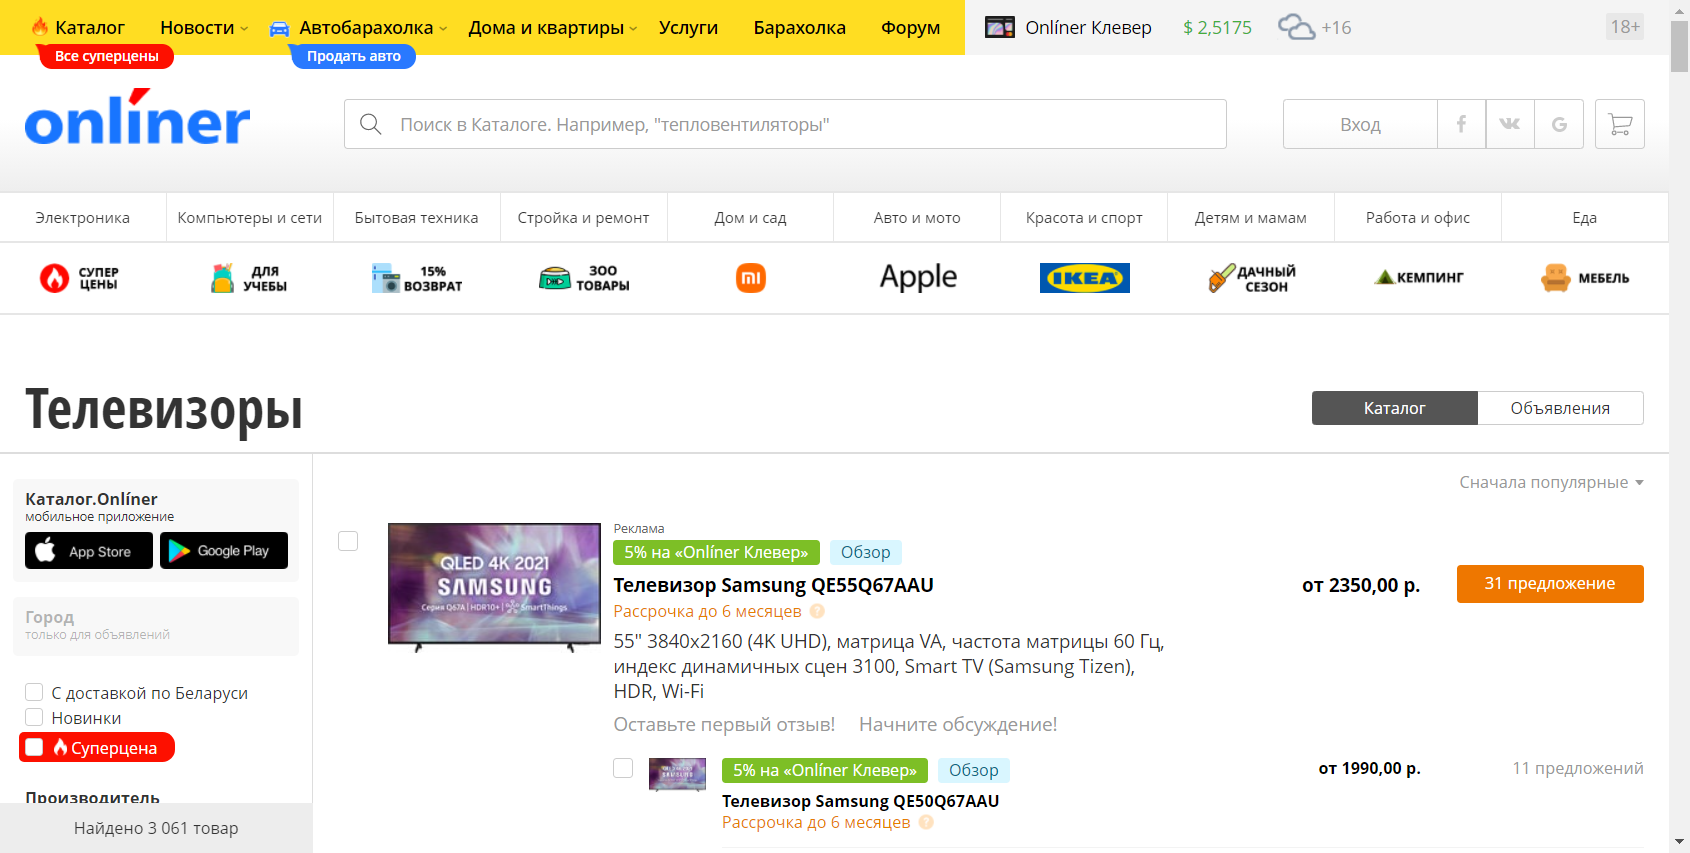 Каталог Новости Автобарахолка Дома и квартиры Услуги Барахолка Форум Onlíner Клевер $ 2,5175 +16 18+
Все суперцены Продать авто
onlíner
Поиск в Каталоге. Например, "тепловентиляторы"
Вход
Электроника Компьютеры и сети Бытовая техника Стройка и ремонт Дом и сад Авто и мото Красота и спорт Детям и мамам Работа и офис Еда
СУПЕР ЦЕНЫ
ДЛЯ УЧЕБЫ
15% ВОЗВРАТ
ЗОО ТОВАРЫ
mi
Apple
IKEA
ДАЧНЫЙ СЕЗОН
КЕМПИНГ
МЕБЕЛЬ
Телевизоры
Каталог Объявления
Каталог.Onlíner
мобильное приложение
App Store Google Play
Город
только для объявлений
С доставкой по Беларуси
Новинки
Суперцена
Производитель
Найдено 3 061 товар
Сначала популярные
QLED 4K 2021
SAMSUNG
Серия Q67A | HDR10+ | SmartThings
Реклама
5% на «Onlíner Клевер» Обзор
Телевизор Samsung QE55Q67AAU
от 2350,00 р.
31 предложение
Рассрочка до 6 месяцев ?
55" 3840x2160 (4K UHD), матрица VA, частота матрицы 60 Гц,
индекс динамичных сцен 3100, Smart TV (Samsung Tizen),
HDR, Wi-Fi
Оставьте первый отзыв! Начните обсуждение!
SAMSUNG
5% на «Onlíner Клевер» Обзор
от 1990,00 р.
11 предложений
Телевизор Samsung QE50Q67AAU
Рассрочка до 6 месяцев ?